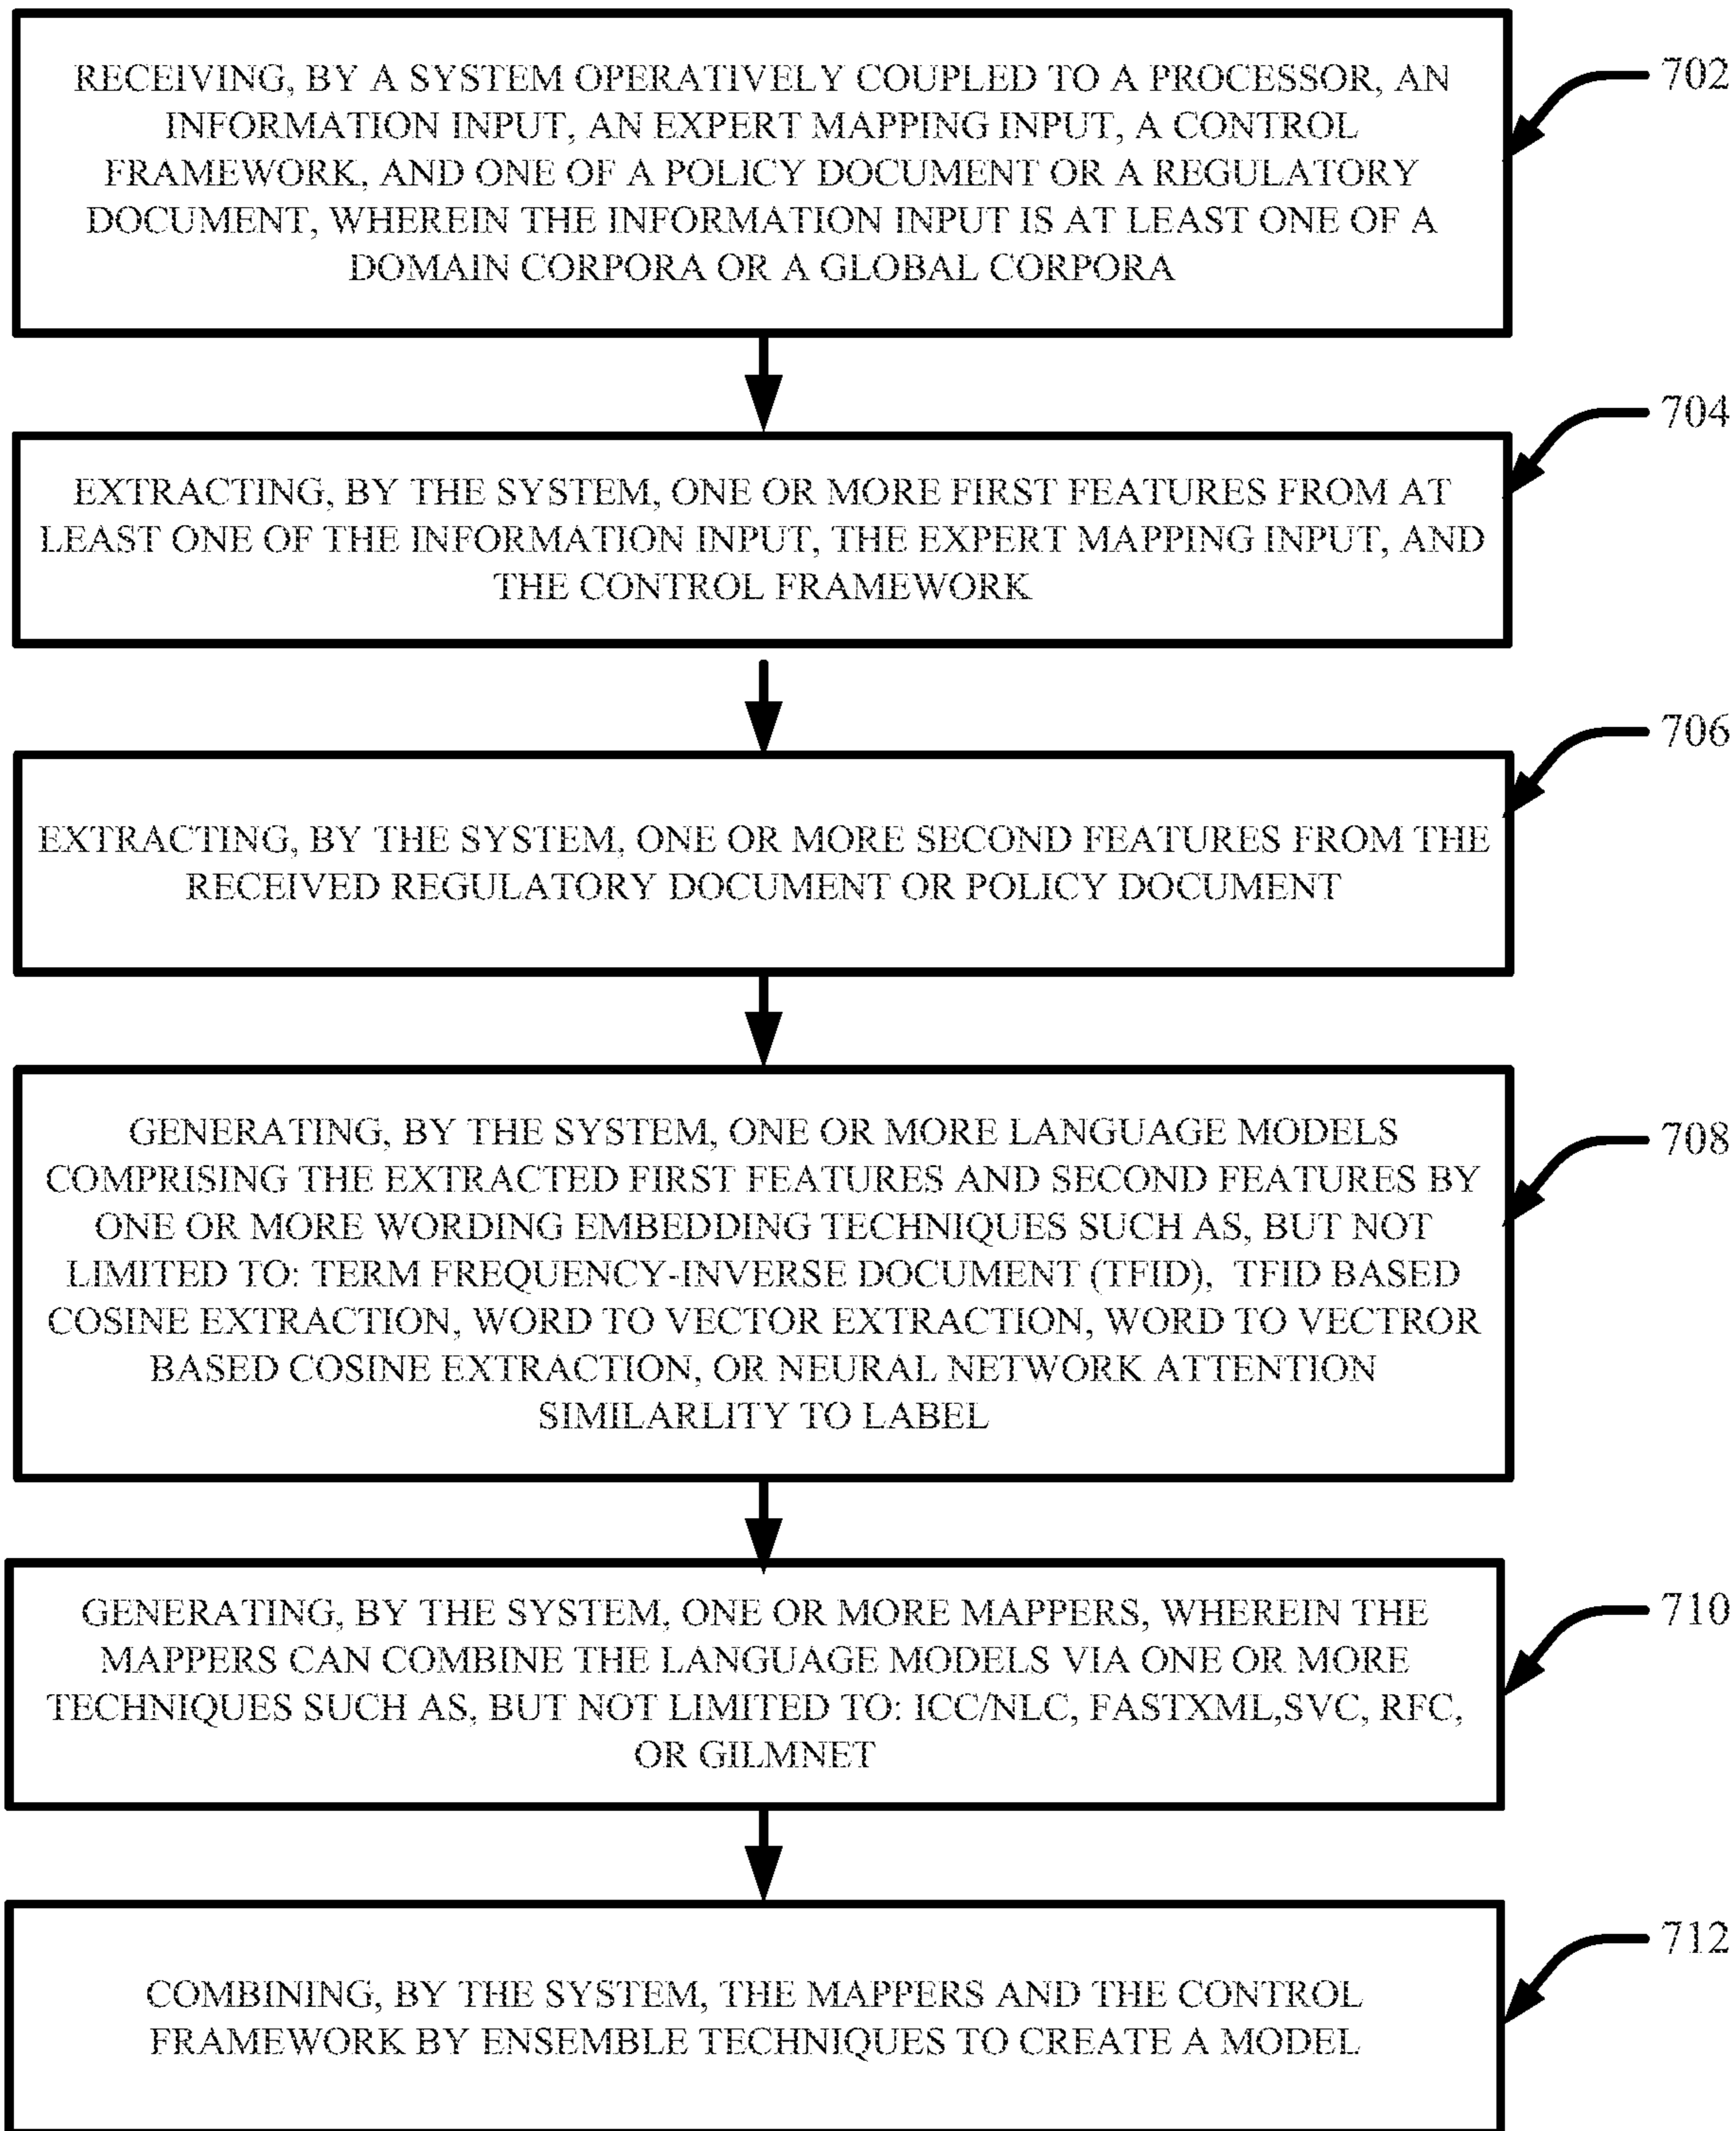 RECEIVING, BY A SYSTEM OPERATIVELY COUPLED TO A PROCESSOR, AN
INFORMATION INPUT, AN EXPERT MAPPING INPUT, A CONTROL
FRAMEWORK, AND ONE OF A POLICY DOCUMENT OR A REGULATORY
DOCUMENT, WHEREIN THE INFORMATION INPUT IS AT LEAST ONE OF A
DOMAIN CORPORA OR A GLOBAL CORPORA
702
EXTRACTING, BY THE SYSTEM, ONE OR MORE FIRST FEATURES FROM AT
LEAST ONE OF THE INFORMATION INPUT, THE EXPERT MAPPING INPUT, AND
THE CONTROL FRAMEWORK
704
EXTRACTING, BY THE SYSTEM, ONE OR MORE SECOND FEATURES FROM THE
RECEIVED REGULATORY DOCUMENT OR POLICY DOCUMENT
706
GENERATING, BY THE SYSTEM, ONE OR MORE LANGUAGE MODELS
COMPRISING THE EXTRACTED FIRST FEATURES AND SECOND FEATURES BY
ONE OR MORE WORDING EMBEDDING TECHNIQUES SUCH AS, BUT NOT
LIMITED TO: TERM FREQUENCY-INVERSE DOCUMENT (TFID), TFID BASED
COSINE EXTRACTION, WORD TO VECTOR EXTRACTION, WORD TO VECTROR
BASED COSINE EXTRACTION, OR NEURAL NETWORK ATTENTION
SIMILARLITY TO LABEL
708
GENERATING, BY THE SYSTEM, ONE OR MORE MAPPERS, WHEREIN THE
MAPPERS CAN COMBINE THE LANGUAGE MODELS VIA ONE OR MORE
TECHNIQUES SUCH AS, BUT NOT LIMITED TO: ICC/NLC, FASTXML,SVC, RFC,
OR GILMNET
710
COMBINING, BY THE SYSTEM, THE MAPPERS AND THE CONTROL
FRAMEWORK BY ENSEMBLE TECHNIQUES TO CREATE A MODEL
712